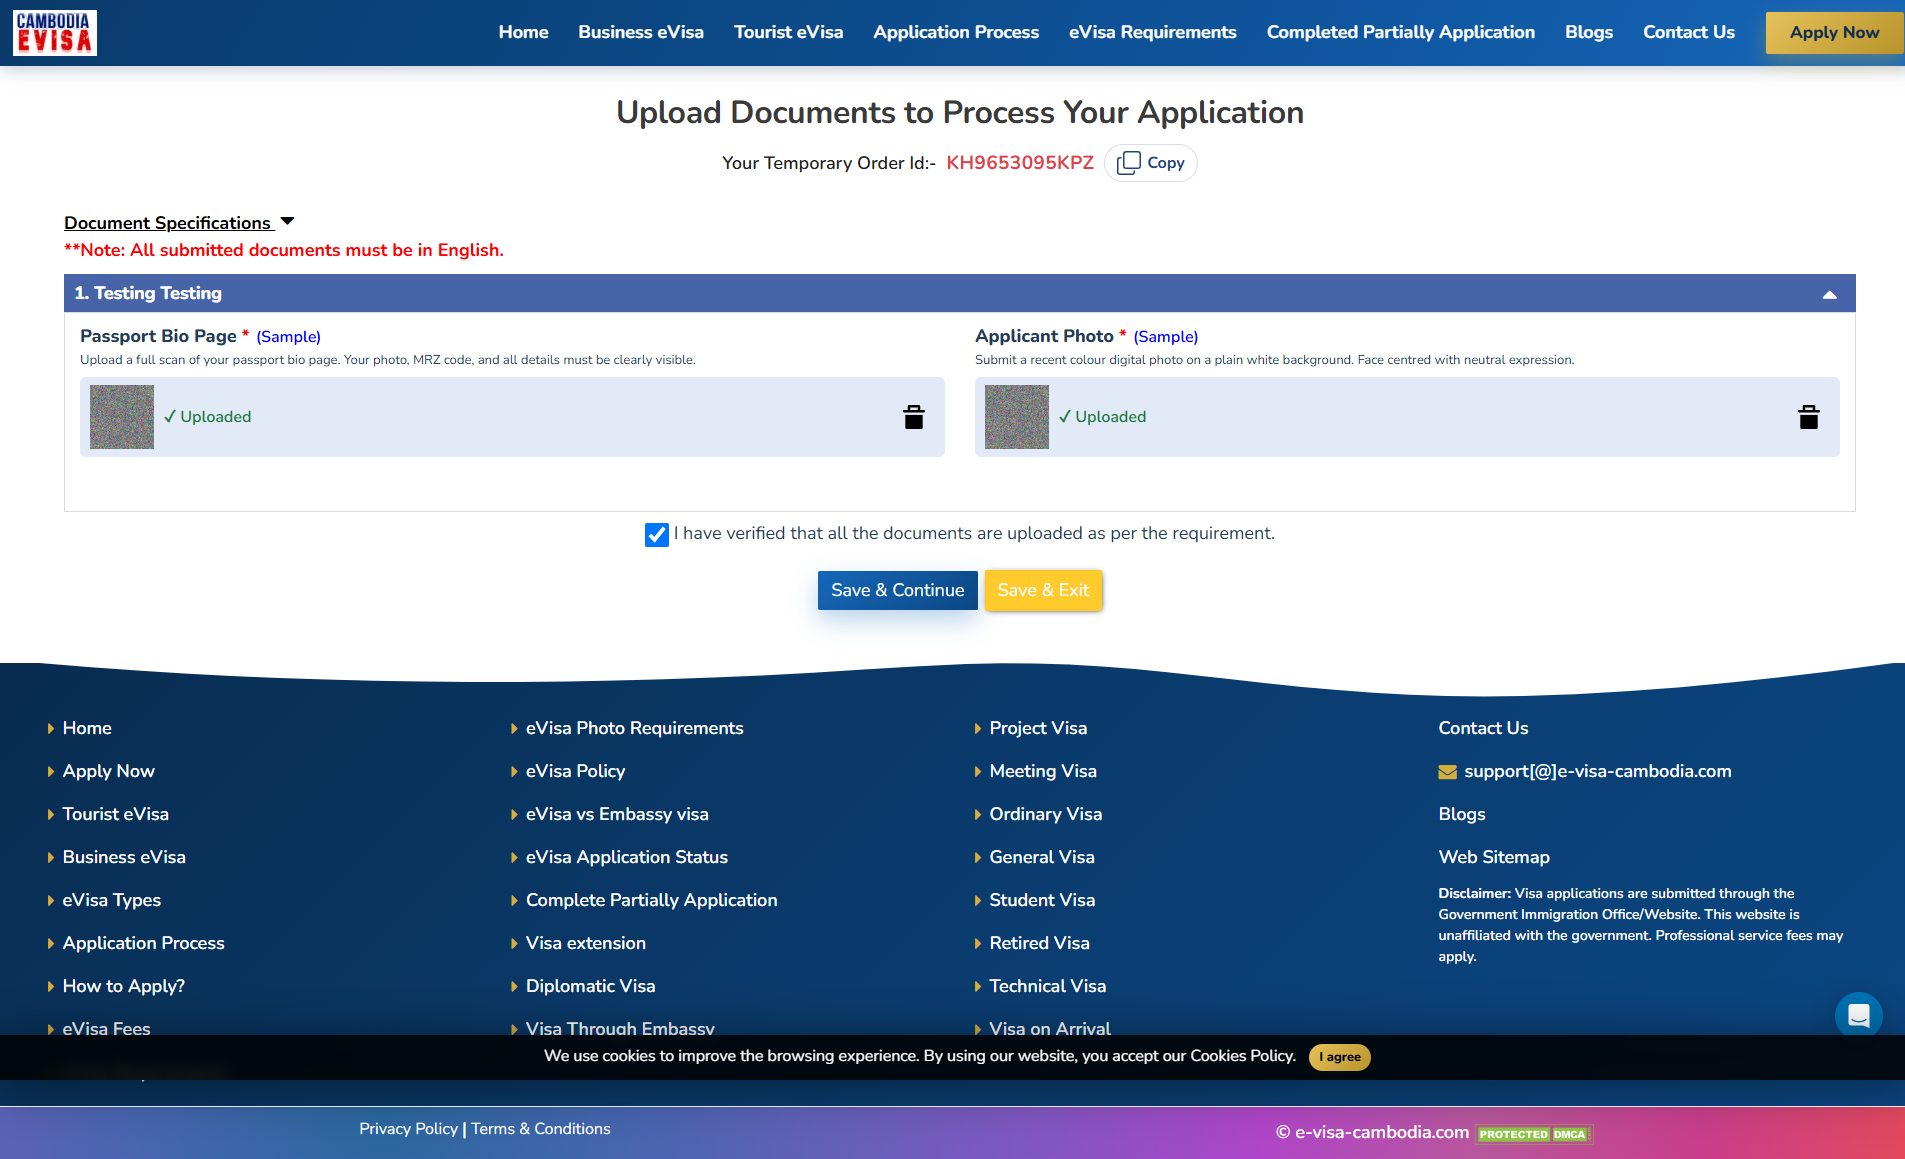 CAMBODIA
EVISA
Home
Business eVisa
Tourist eVisa
Application Process
eVisa Requirements
Completed Partially Application
Blogs
Contact Us
Apply Now
Upload Documents to Process Your Application
Your Temporary Order Id:- KH9653095KPZ Copy
Document Specifications
**Note: All submitted documents must be in English.
1. Testing Testing
Passport Bio Page * (Sample)
Upload a full scan of your passport bio page. Your photo, MRZ code, and all details must be clearly visible.
✓ Uploaded
Applicant Photo * (Sample)
Submit a recent colour digital photo on a plain white background. Face centred with neutral expression.
✓ Uploaded
I have verified that all the documents are uploaded as per the requirement.
Save & Continue
Save & Exit
Home
Apply Now
Tourist eVisa
Business eVisa
eVisa Types
Application Process
How to Apply?
eVisa Fees
eVisa Photo Requirements
eVisa Policy
eVisa vs Embassy visa
eVisa Application Status
Complete Partially Application
Visa extension
Diplomatic Visa
Visa Through Embassy
Project Visa
Meeting Visa
Ordinary Visa
General Visa
Student Visa
Retired Visa
Technical Visa
Visa on Arrival
Contact Us
support[@]e-visa-cambodia.com
Blogs
Web Sitemap
Disclaimer: Visa applications are submitted through the
Government Immigration Office/Website. This website is
unaffiliated with the government. Professional service fees may
apply.
We use cookies to improve the browsing experience. By using our website, you accept our Cookies Policy.
I agree
Privacy Policy | Terms & Conditions
© e-visa-cambodia.com
PROTECTED DMCA